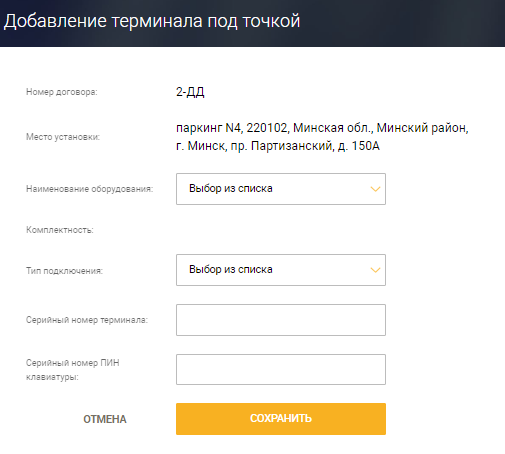 Добавление терминала под точкой
Номер договора: 2-ДД
Место установки: паркинг N4, 220102, Минская обл., Минский район,
г. Минск, пр. Партизанский, д. 150А
Наименование оборудования: Выбор из списка
Комплектность:
Тип подключения: Выбор из списка
Серийный номер терминала:
Серийный номер ПИН
клавиатуры:
ОТМЕНА СОХРАНИТЬ